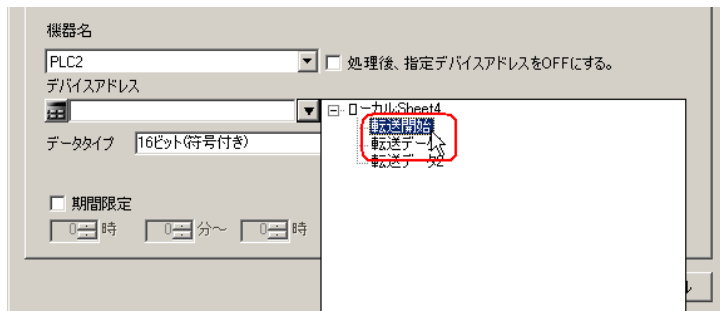 機器名
PLC2
処理後、指定デバイスアドレスをOFFにする。
デバイスアドレス
ローカル:Sheet4
転送開始
データタイプ 16ビット(符号付き)
転送データ
転送データ2
期間限定
0 時 0 分～ 0 時
ル